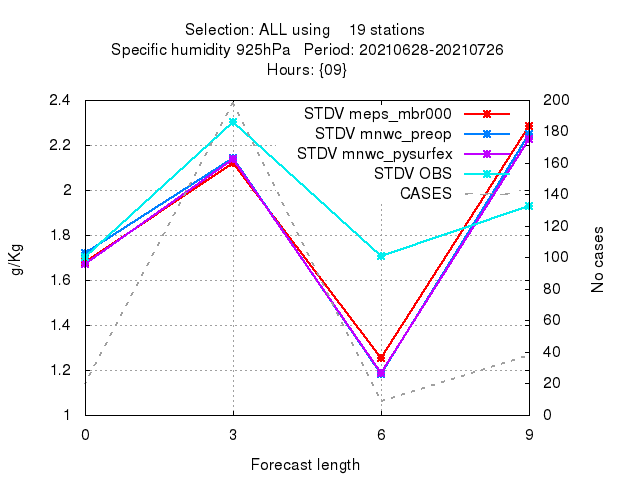 Selection: ALL using 19 stations
Specific humidity 925hPa Period: 20210628-20210726
Hours: {09}
STDV meps_mbr000
STDV mnwc_preop
STDV mnwc_pysurfex
STDV OBS
CASES
g/Kg
2.4
2.2
2
1.8
1.6
1.4
1.2
1
200
180
160
140
120
100
80
60
40
20
0
No cases
0 3 6 9
Forecast length